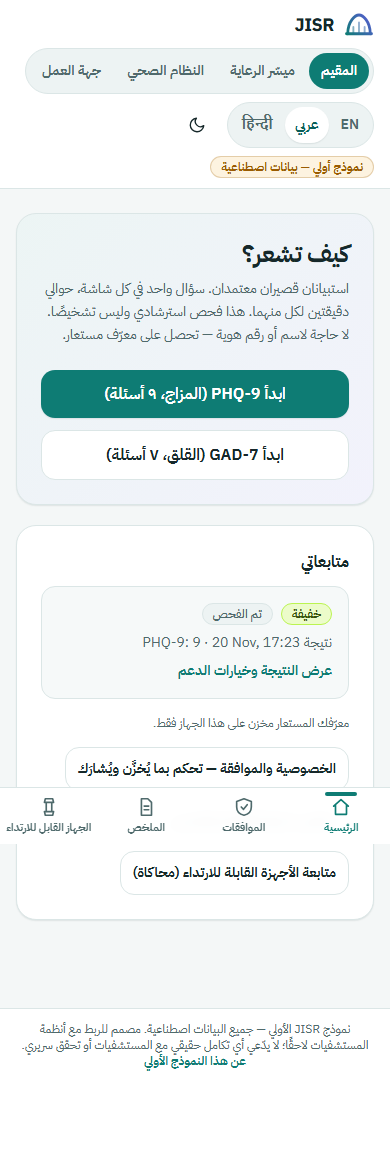 JISR
المقيم
ميسّر الرعاية
النظام الصحي
جهة العمل
EN
عربي
हिन्दी
نموذج أولي — بيانات اصطناعية
كيف تشعر؟
استبيانان قصيران معتمدان. سؤال واحد في كل شاشة، حوالي
دقيقتين لكل منهما. هذا فحص استرشادي وليس تشخيصًا.
لا حاجة لاسم أو رقم هوية — تحصل على معرّف مستعار.
ابدأ PHQ-9 (المزاج، ٩ أسئلة)
ابدأ GAD-7 (القلق، ٧ أسئلة)
متابعاتي
خفيفة
تم الفحص
نتيجة PHQ-9: 9 · 20 Nov, 17:23
عرض النتيجة وخيارات الدعم
معرّفك المستعار مخزن على هذا الجهاز فقط.
الخصوصية والموافقة — تحكم بما يُخزَّن ويُشارَك
الرئيسية
الموافقات
الملخص
الجهاز القابل للارتداء
متابعة الأجهزة القابلة للارتداء (محاكاة)
نموذج JISR الأولي — جميع البيانات اصطناعية. مصمم للربط مع أنظمة
المستشفيات لاحقًا؛ لا يدّعي أي تكامل حقيقي مع المستشفيات أو تحقق سريري.
عن هذا النموذج الأولي